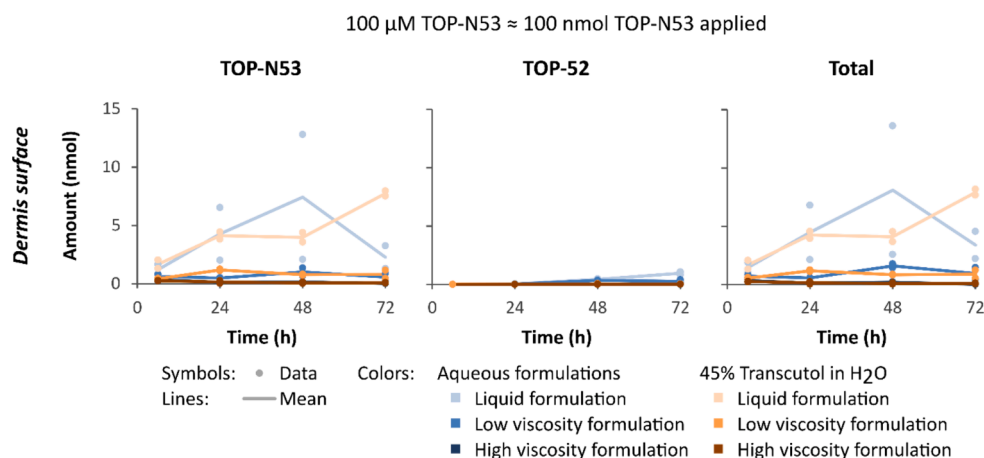 100 µM TOP-N53 ≈ 100 nmol TOP-N53 applied
TOP-N53 TOP-52 Total
Dermis surface
Amount (nmol)
15
10
5
0
0 24 48 72 0 24 48 72 0 24 48 72
Time (h) Time (h) Time (h)
Symbols: Data Colors: Aqueous formulations 45% Transcutol in H2O
Lines: Mean Liquid formulation Liquid formulation
Low viscosity formulation Low viscosity formulation
High viscosity formulation High viscosity formulation